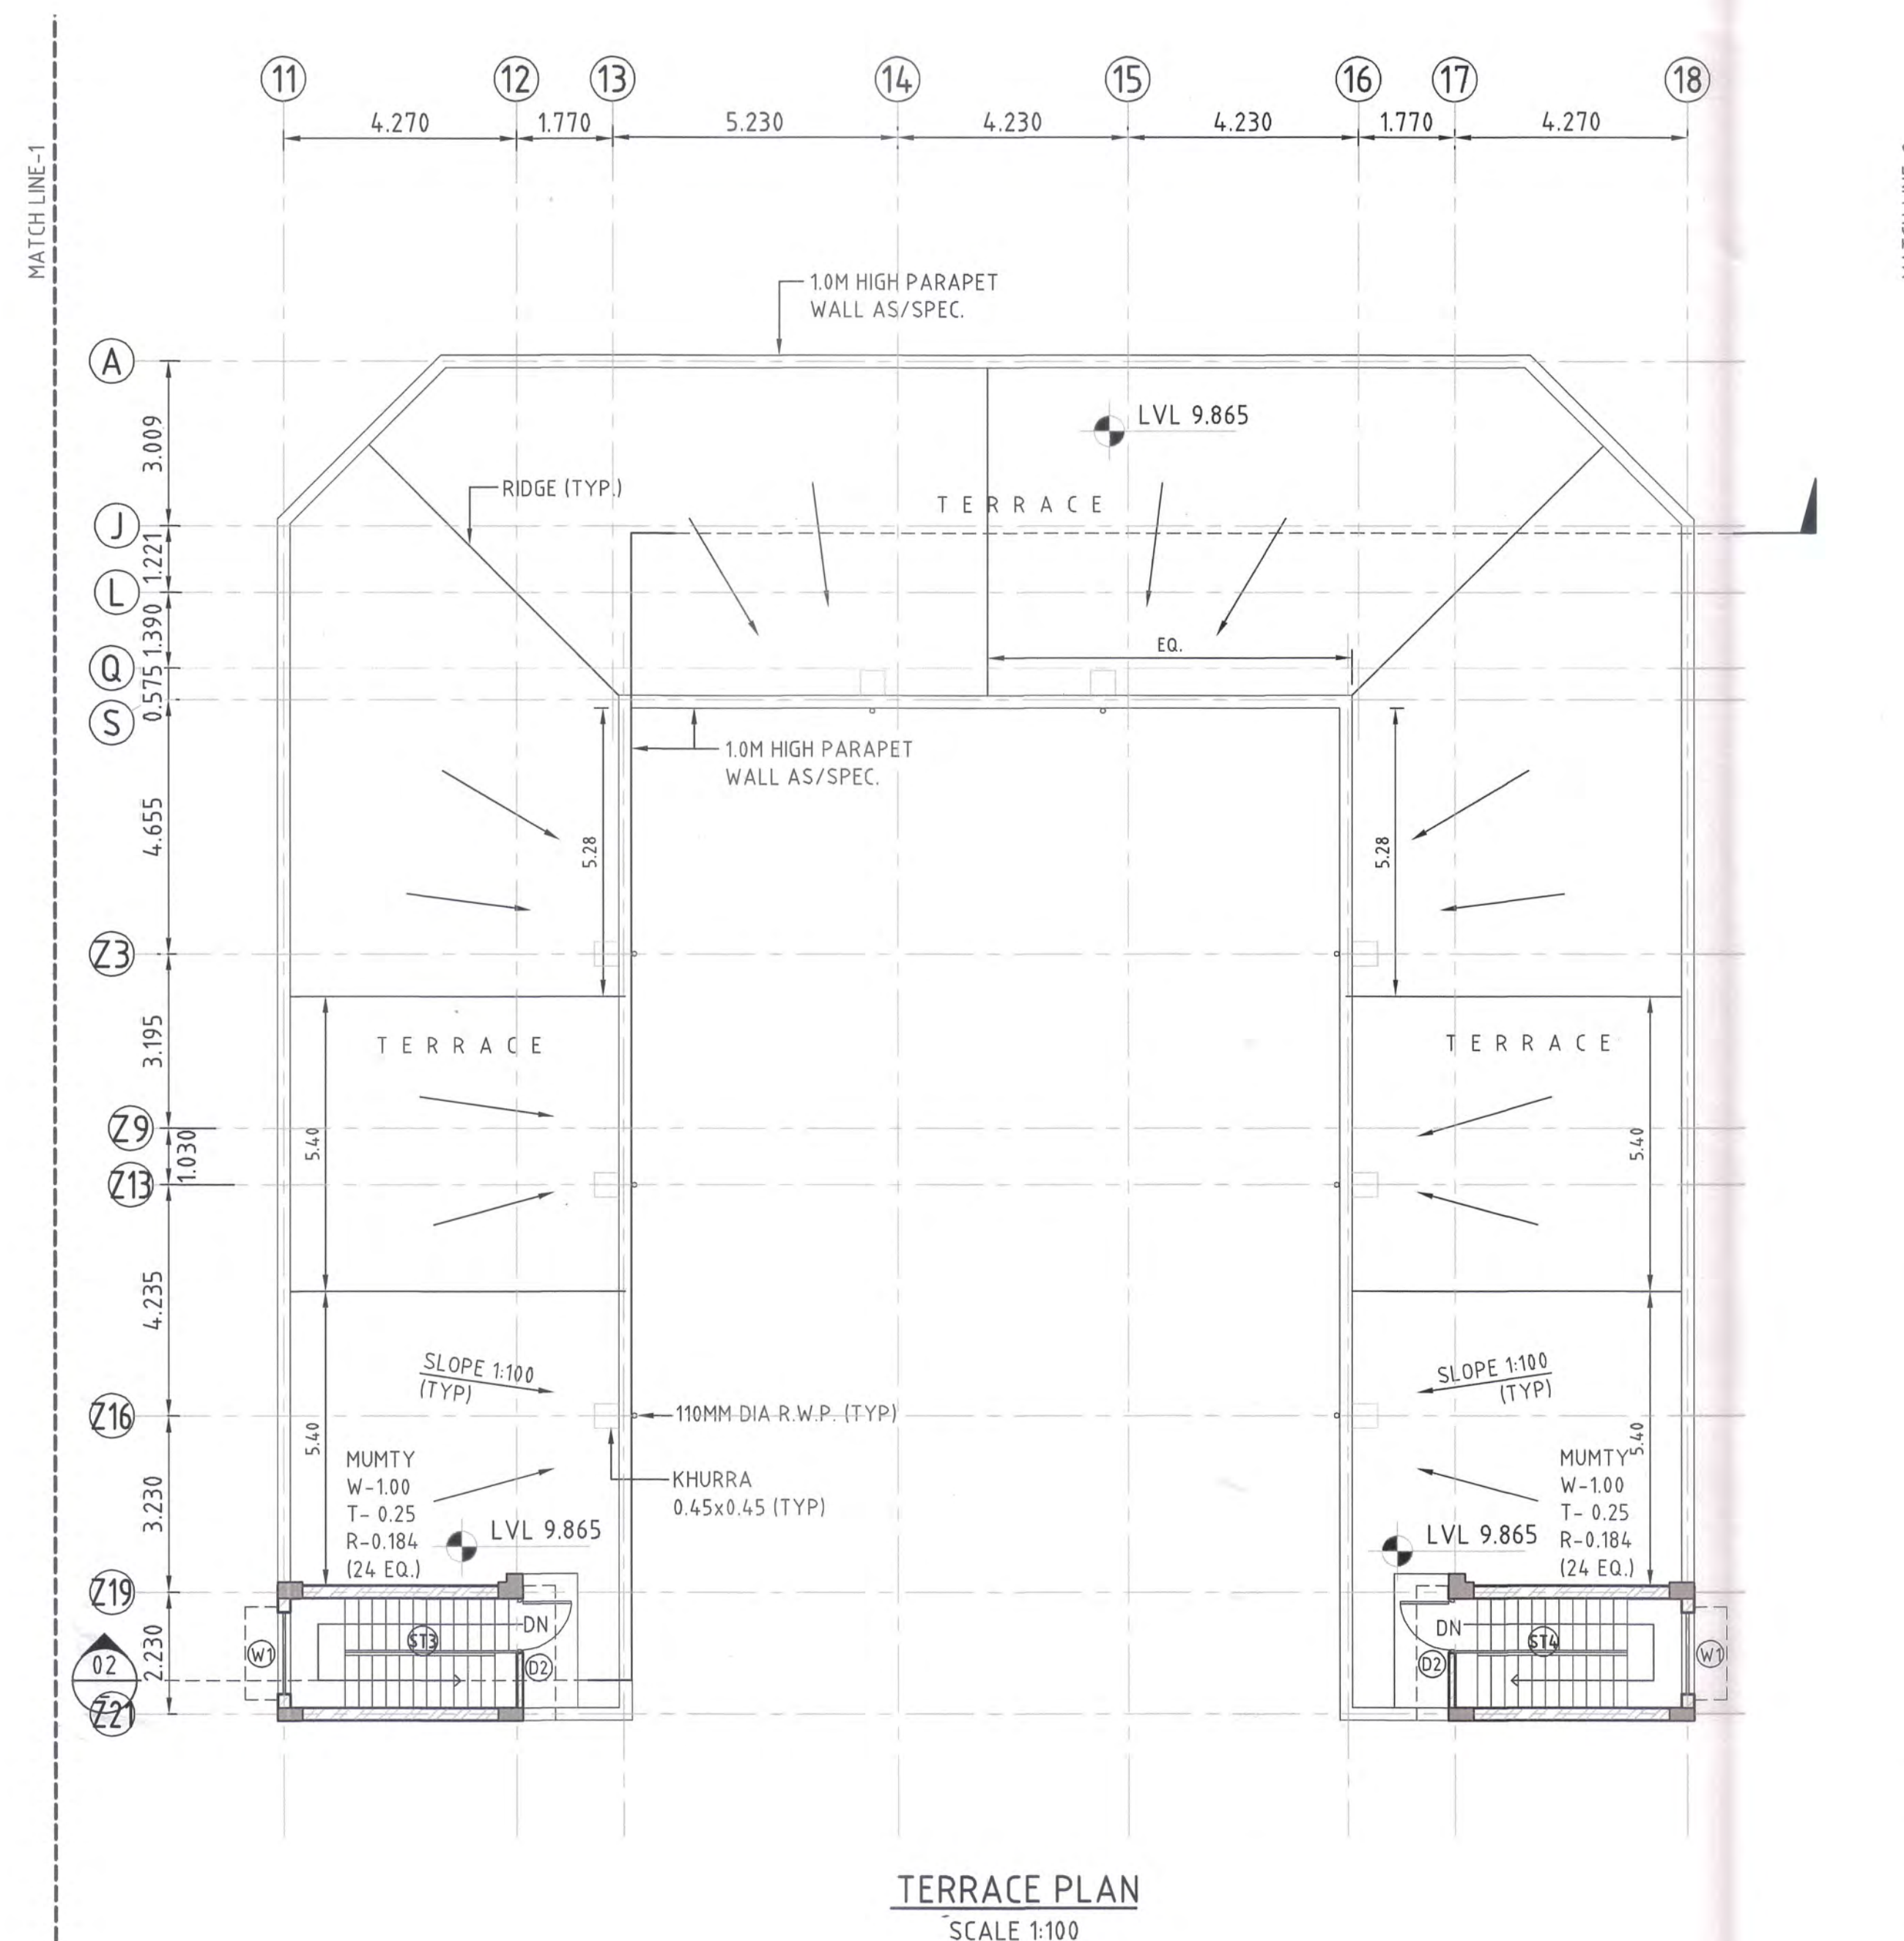 11 12 13 14 15 16 17 18
4.270 1.770 5.230 4.230 4.230 1.770 4.270
MATCH LINE-1
1.0M HIGH PARAPET
WALL AS/SPEC.
A
3.009
LVL 9.865
RIDGE (TYP.)
TERRACE
J
1.221
L
1.390
EQ.
Q
0.575
S
1.0M HIGH PARAPET
WALL AS/SPEC.
4.655
5.28
5.28
Z3
3.195
TERRACE
TERRACE
Z9
1.030
5.40
5.40
Z13
4.235
SLOPE 1:100
(TYP)
SLOPE 1:100
(TYP)
Z16
110MM DIA R.W.P. (TYP)
5.40
5.40
KHURRA
0.45x0.45 (TYP)
3.230
MUMTY
W-1.00
T- 0.25
R-0.184
(24 EQ.)
LVL 9.865
LVL 9.865
MUMTY
W-1.00
T- 0.25
R-0.184
(24 EQ.)
Z19
2.230
DN
DN
W1
ST3
D2
D2
ST4
W1
02
Z21
TERRACE PLAN
SCALE 1:100